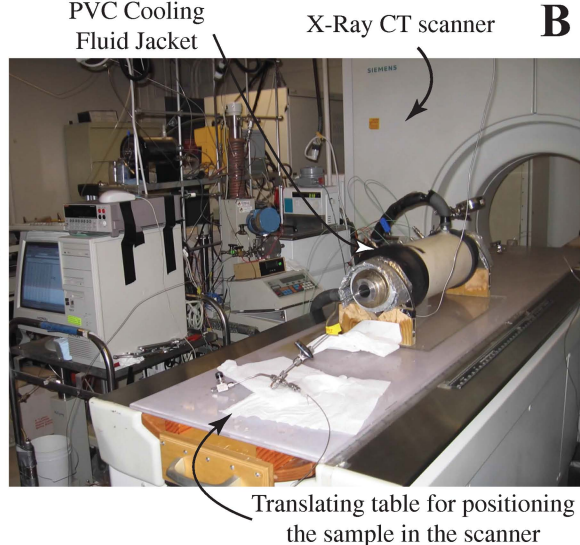 PVC Cooling
Fluid Jacket
X-Ray CT scanner
B
SIEMENS
Translating table for positioning
the sample in the scanner